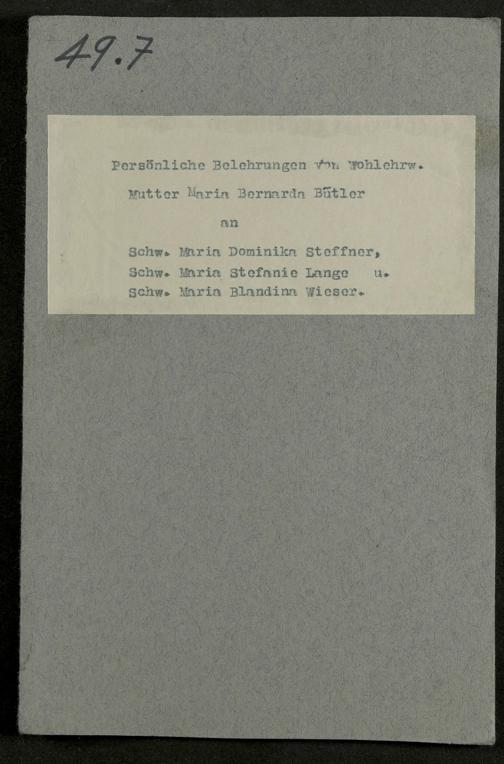 49.7
Persönliche Belehrungen von Wohlehrw.
Mutter Maria Bernarda Bütler
an
Schw. Maria Dominika Steffner,
Schw. Maria Stefanie Lange u.
Schw. Maria Blandina Wieser.